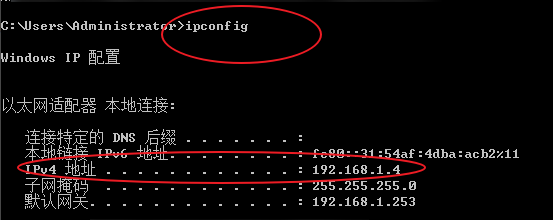 C:\Users\Administrator>ipconfig
Windows IP 配置
以太网适配器 本地连接:
连接特定的 DNS 后缀 . . . . . . . :
本地链接 IPv6 地址. . . . . . . . : fe80::31:54af:4dba:acb2%11
IPv4 地址 . . . . . . . . . . . . : 192.168.1.4
子网掩码 . . . . . . . . . . . . : 255.255.255.0
默认网关. . . . . . . . . . . . . : 192.168.1.253